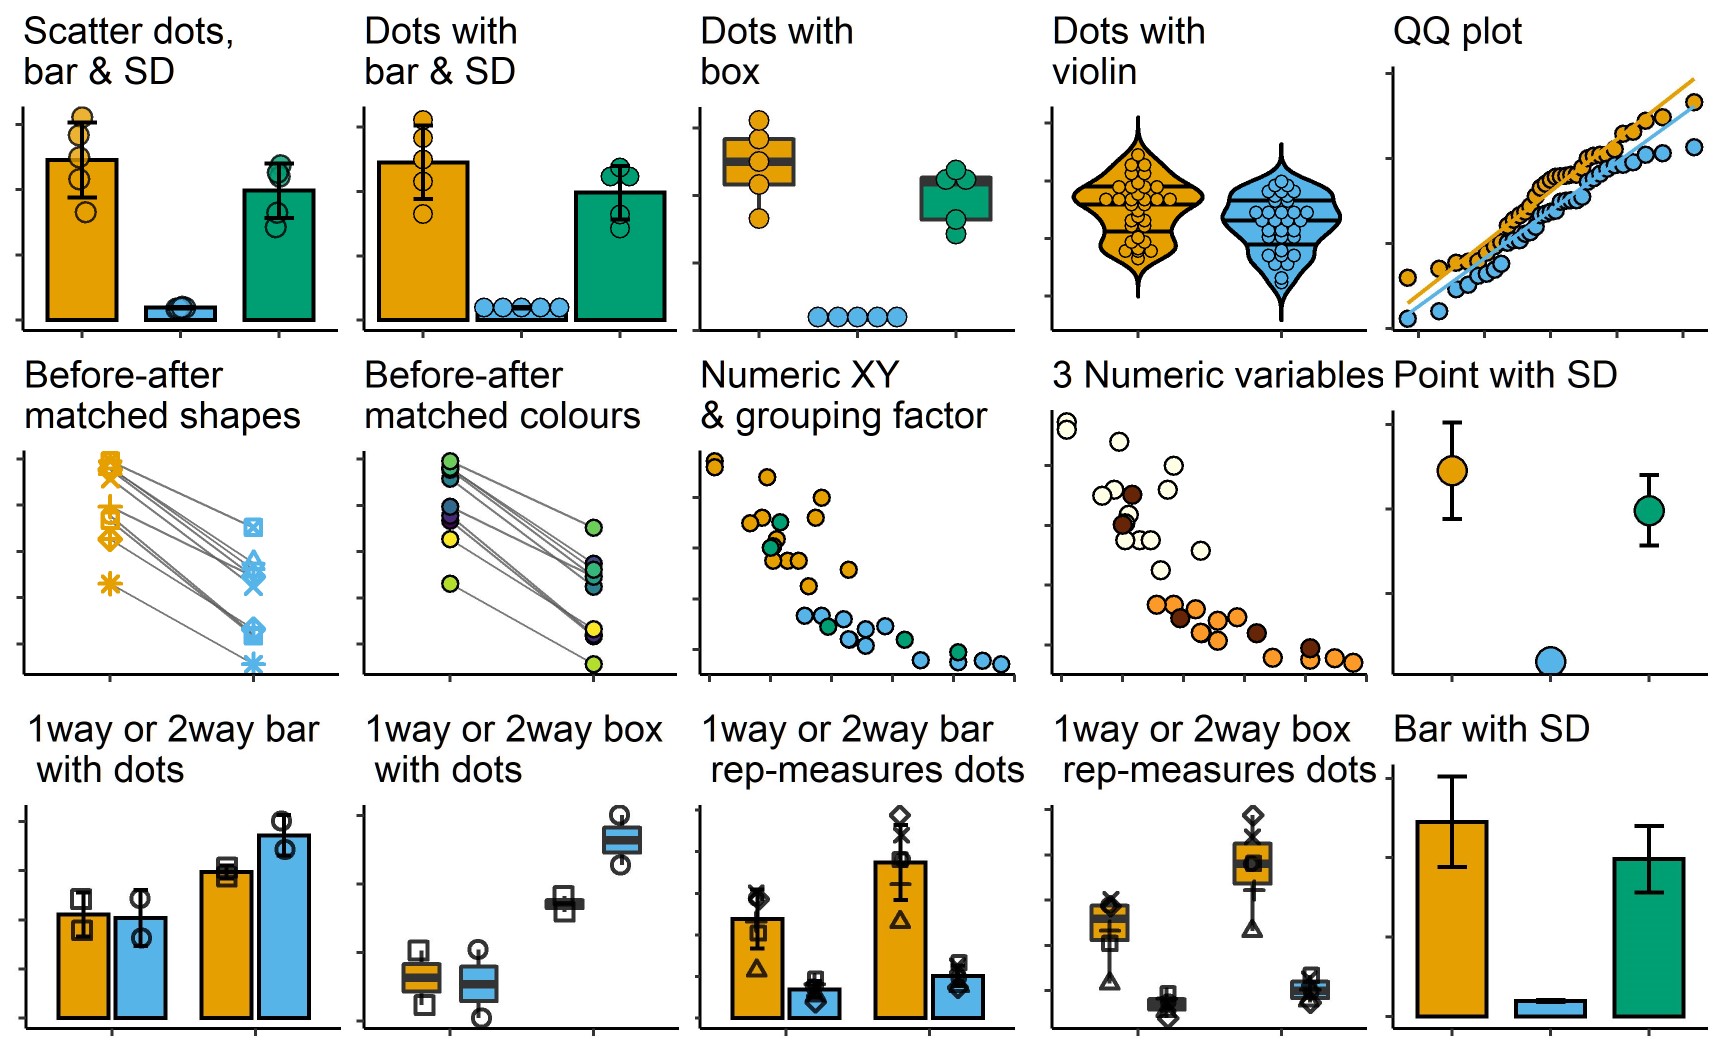 Scatter dots,
bar & SD
Dots with
bar & SD
Dots with
box
Dots with
violin
QQ plot
Before-after
matched shapes
Before-after
matched colours
Numeric XY
& grouping factor
3 Numeric variables
Point with SD
1way or 2way bar
with dots
1way or 2way box
with dots
1way or 2way bar
rep-measures dots
1way or 2way box
rep-measures dots
Bar with SD